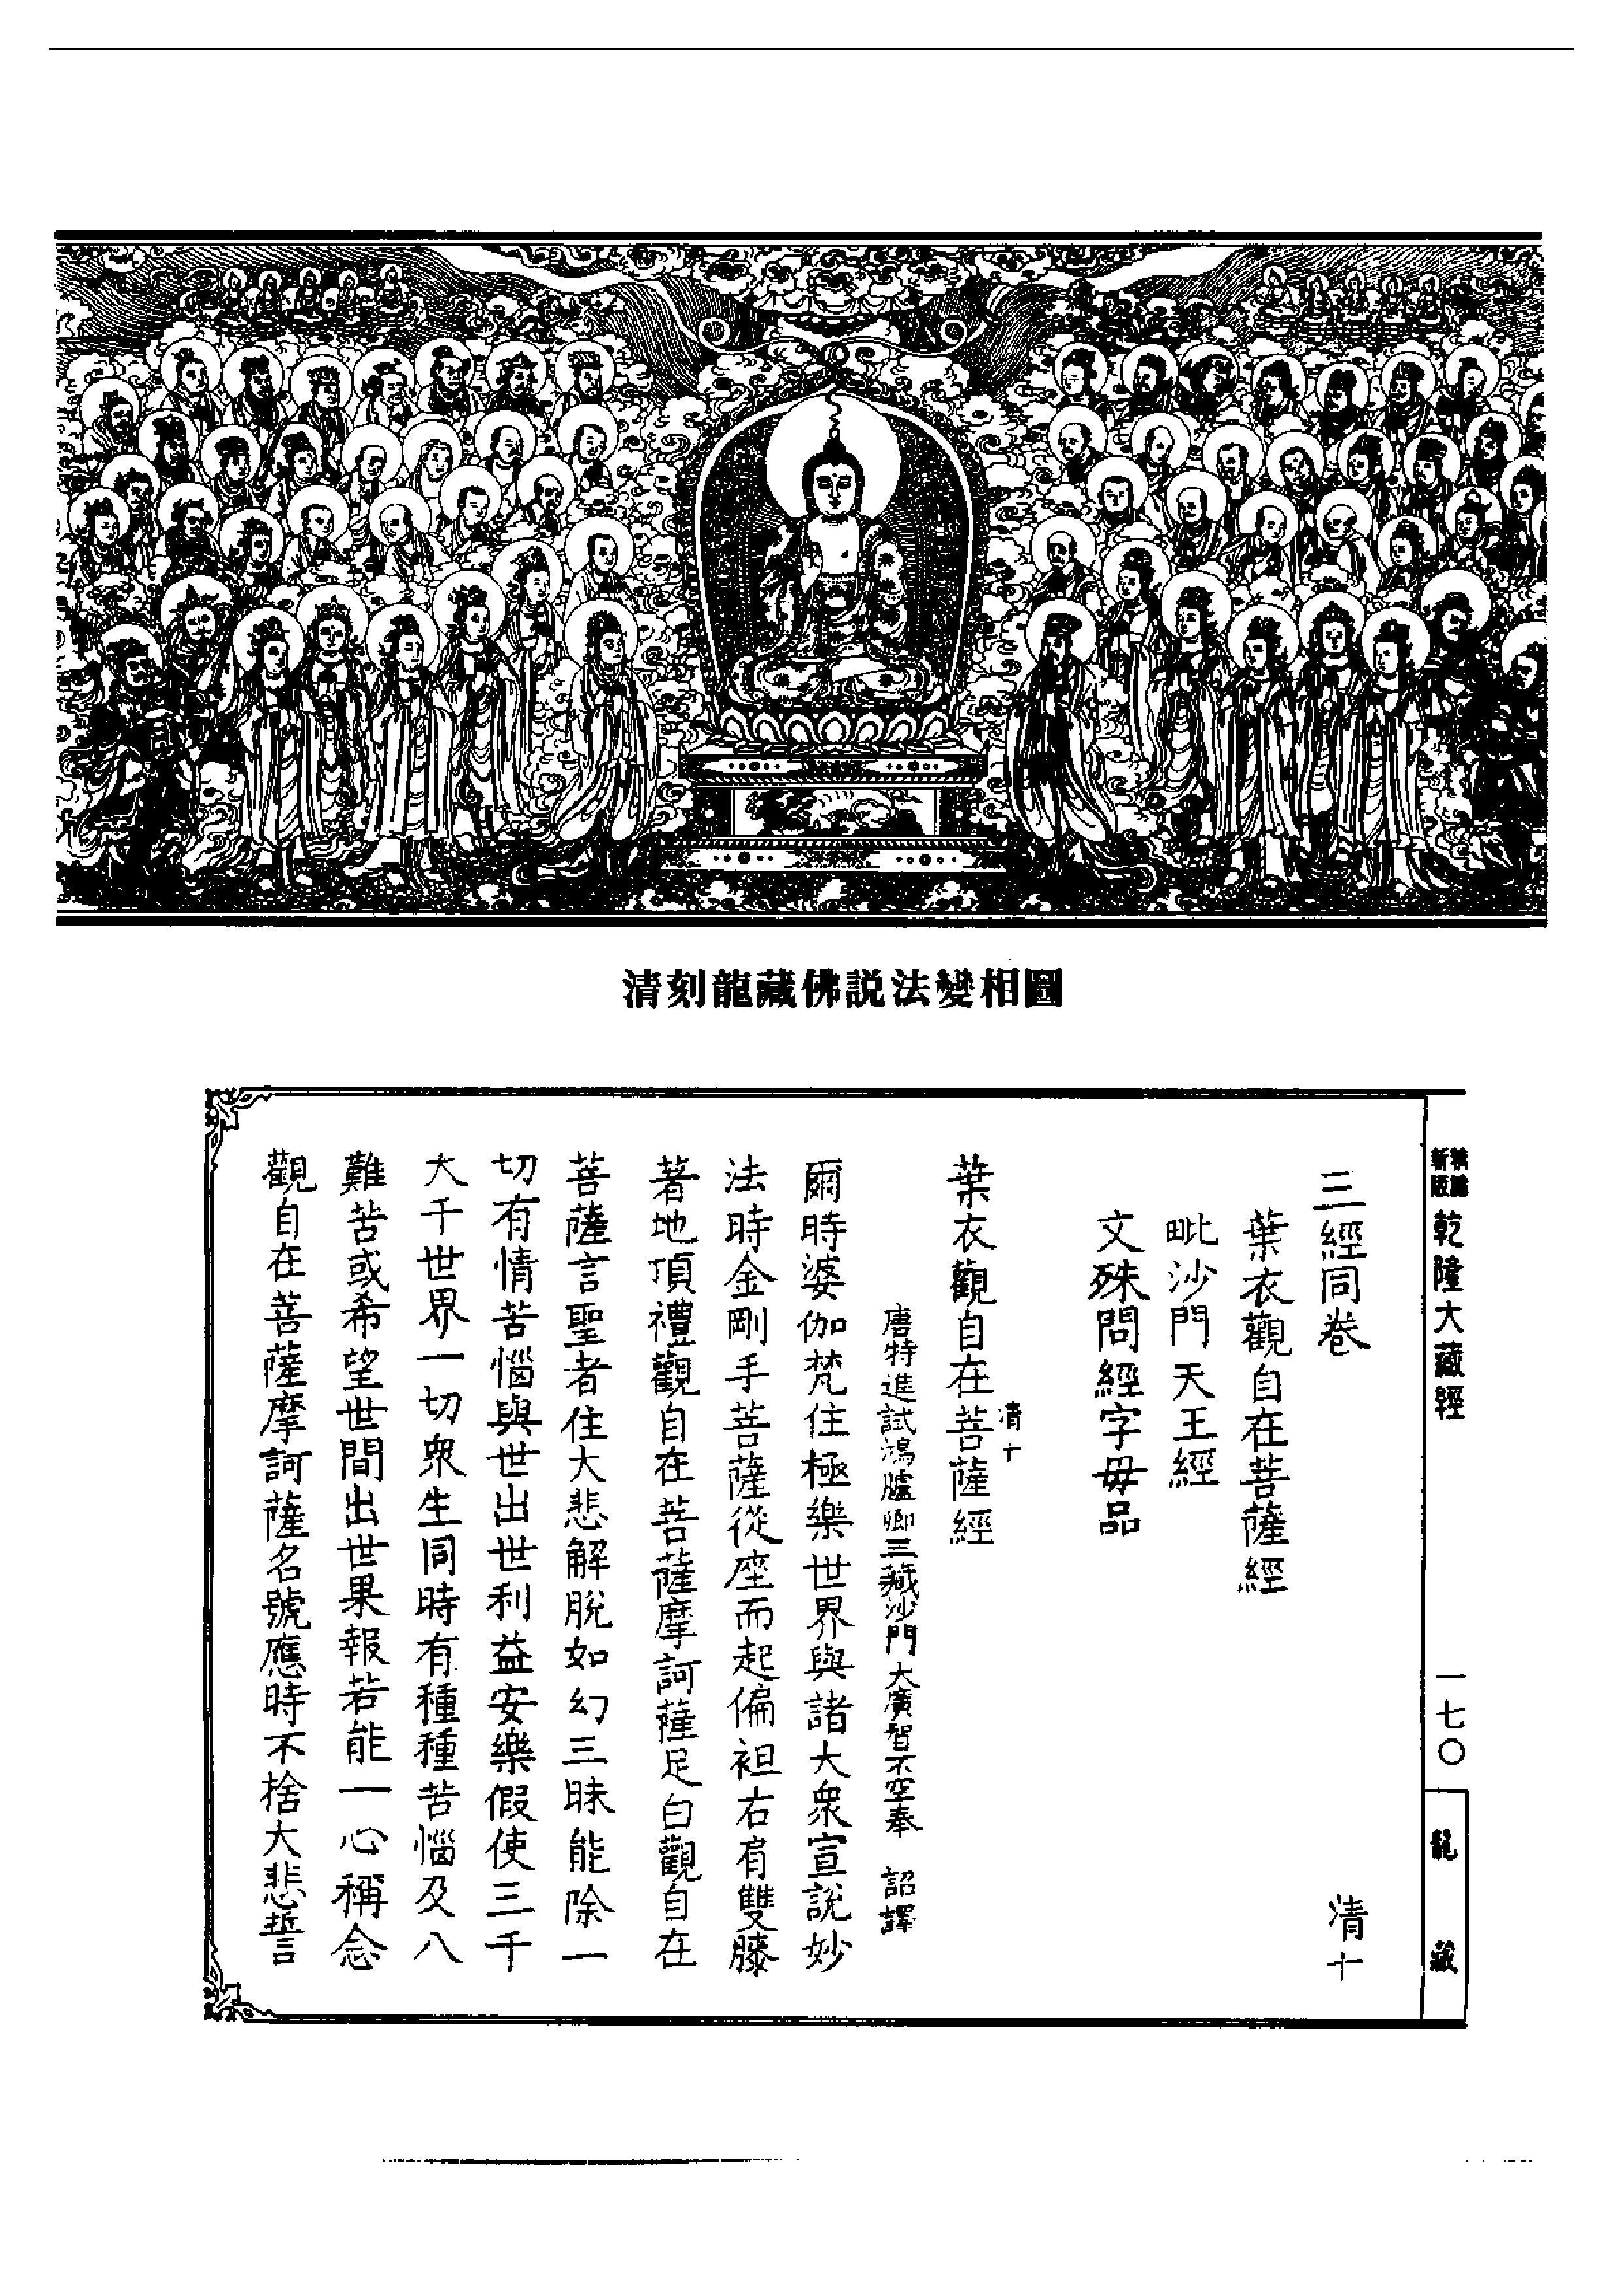 清刻龍藏佛説法變相圖
新版
乾隆大藏經
一七〇
龍藏
三經同卷
清十
葉衣觀自在菩薩經
毗沙門天王經
文殊問經字毋品
葉衣觀自在菩薩經
清十
唐特進試鴻臚卿三藏沙門大廣智不空奉 詔譯
爾時婆伽梵住極樂世界與諸大衆宣說妙
法時金剛手菩薩從座而起偏袒右肩雙膝
著地頂禮觀自在菩薩摩訶薩足白觀自在
菩薩言聖者住大悲解脫如幻三昧能除一
切有情苦惱與世出世利益安樂假使三千
大千世界一切衆生同時有種種苦惱及八
難苦或希望世間出世果報若能一心稱念
觀自在菩薩摩訶薩名號應時不捨大悲誓